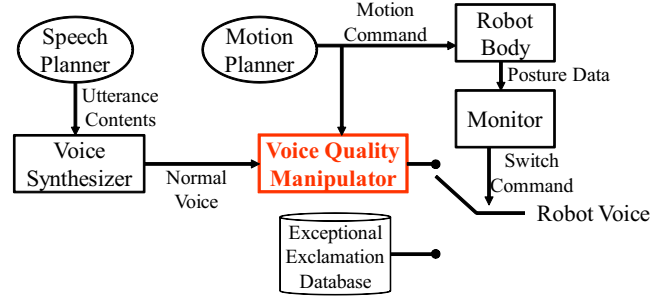 Speech
Planner
Motion
Planner
Motion
Command
Robot
Body
Utterance
Contents
Posture Data
Voice
Synthesizer
Normal
Voice
Voice Quality
Manipulator
Monitor
Switch
Command
Robot Voice
Exceptional
Exclamation
Database